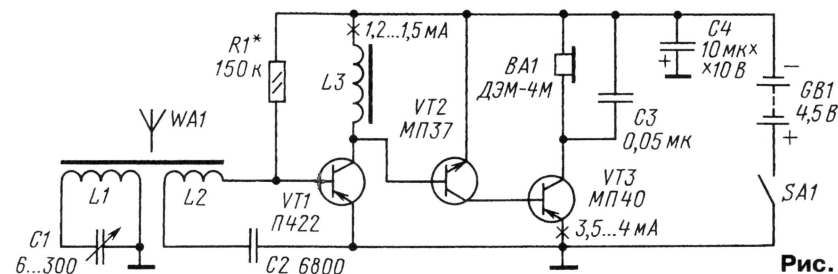 1,2...1,5 мА
R1*
150 к
L3
WA1
VT2
МП37
BA1
ДЭМ-4М
C4
10 мк×
×10 В
GB1
4,5 В
C3
0,05 мк
L1
L2
VT1
П422
VT3
МП40
SA1
C1
6...300
C2 6800
3,5...4 мА
Рис.